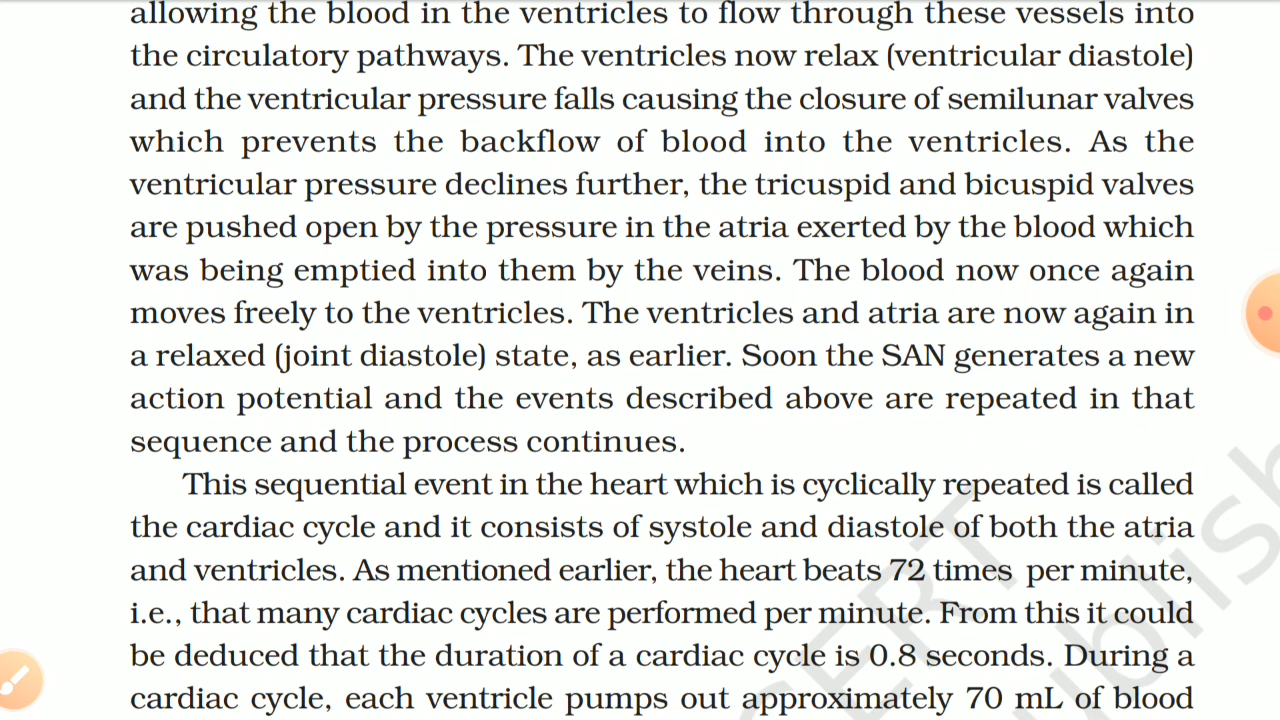 allowing the blood in the ventricles to flow through these vessels into
the circulatory pathways. The ventricles now relax (ventricular diastole)
and the ventricular pressure falls causing the closure of semilunar valves
which prevents the backflow of blood into the ventricles. As the
ventricular pressure declines further, the tricuspid and bicuspid valves
are pushed open by the pressure in the atria exerted by the blood which
was being emptied into them by the veins. The blood now once again
moves freely to the ventricles. The ventricles and atria are now again in
a relaxed (joint diastole) state, as earlier. Soon the SAN generates a new
action potential and the events described above are repeated in that
sequence and the process continues.
This sequential event in the heart which is cyclically repeated is called
the cardiac cycle and it consists of systole and diastole of both the atria
and ventricles. As mentioned earlier, the heart beats 72 times per minute,
i.e., that many cardiac cycles are performed per minute. From this it could
be deduced that the duration of a cardiac cycle is 0.8 seconds. During a
cardiac cycle, each ventricle pumps out approximately 70 mL of blood